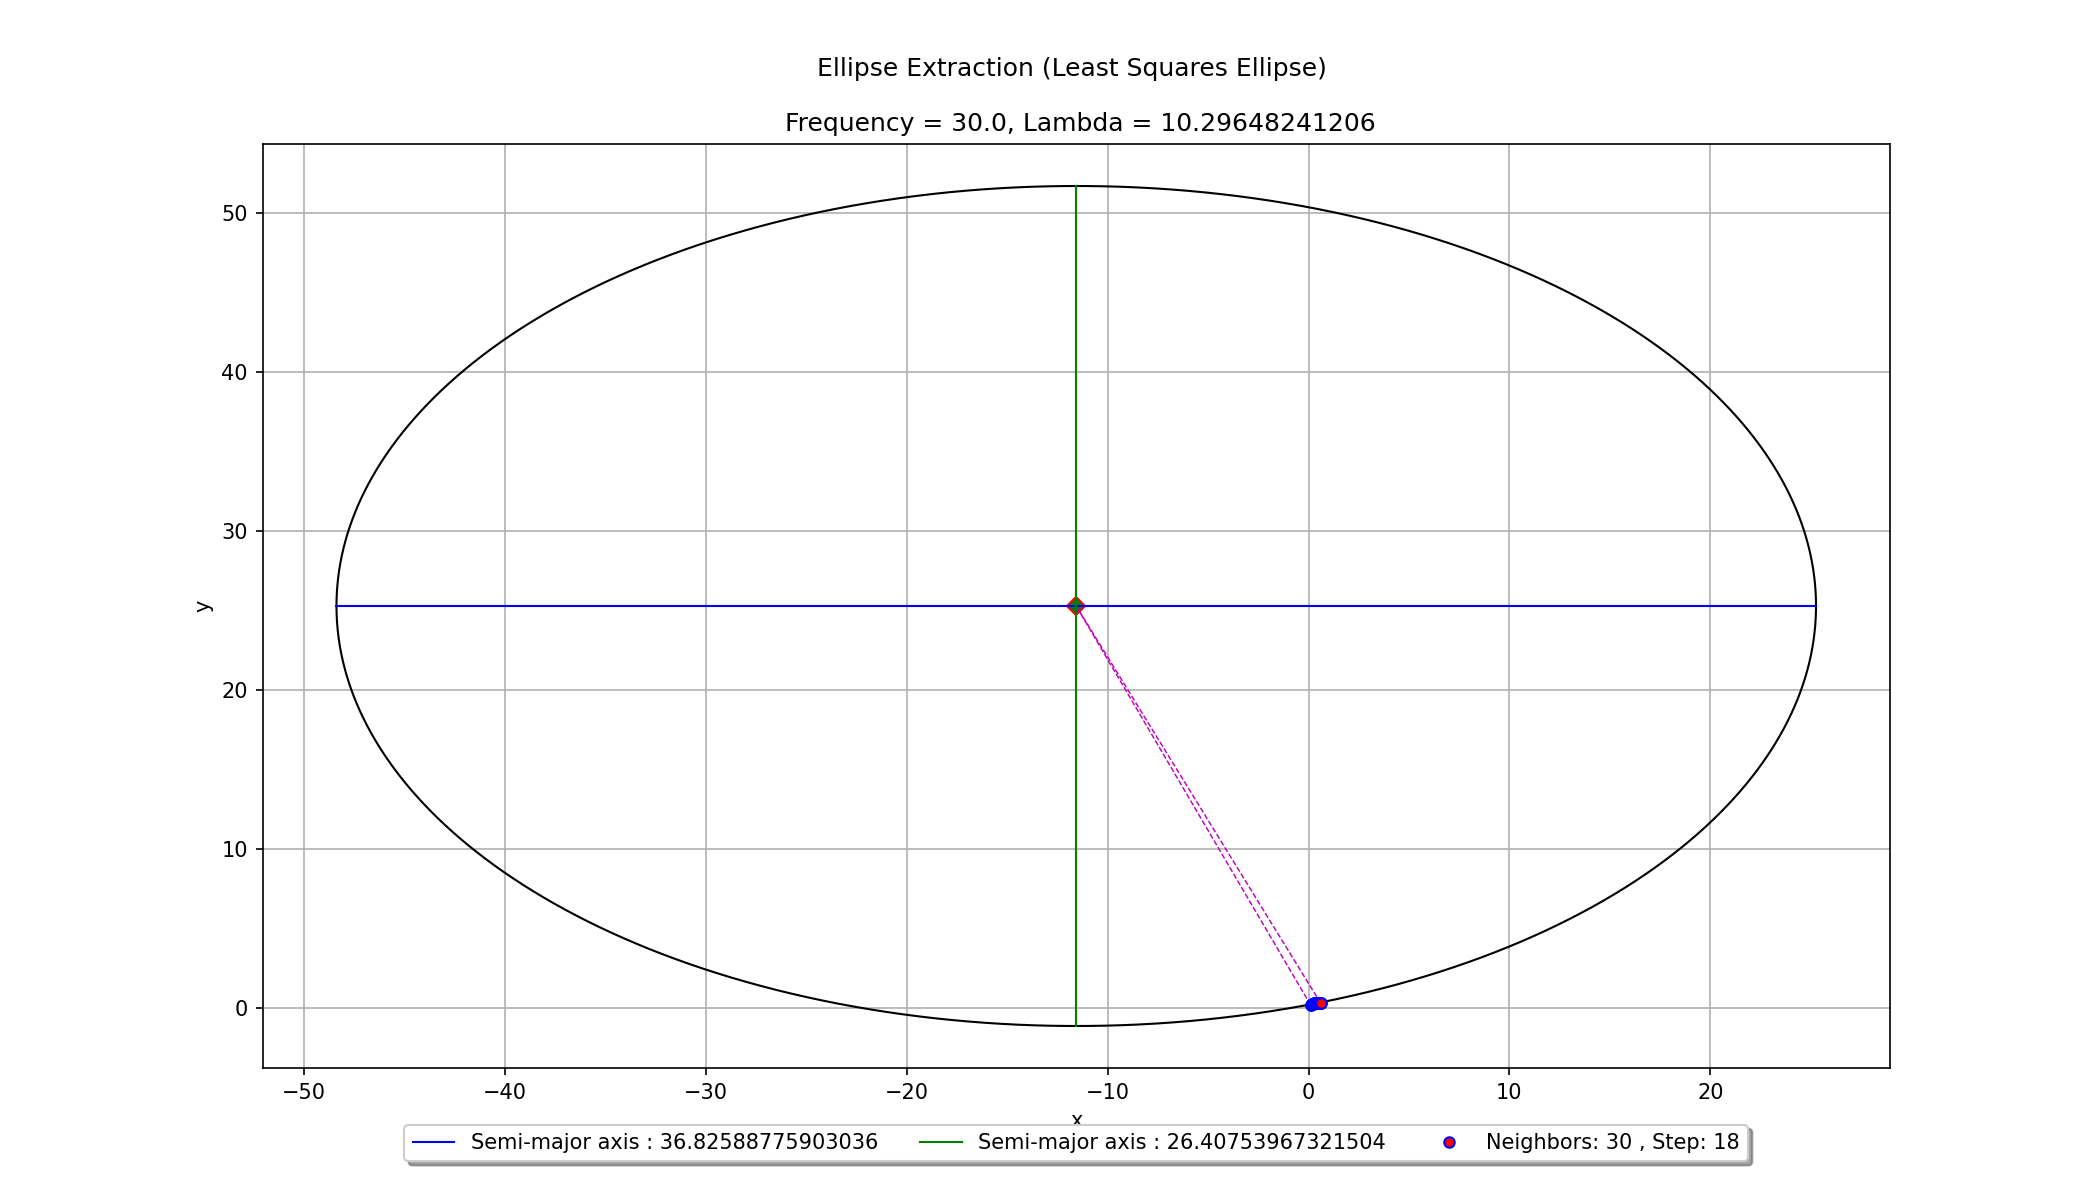 Ellipse Extraction (Least Squares Ellipse)
Frequency = 30.0, Lambda = 10.29648241206
50
40
30
20
10
0
y
−50 −40 −30 −20 −10 0 10 20
x
Semi-major axis : 36.82588775903036 Semi-major axis : 26.40753967321504 Neighbors: 30 , Step: 18